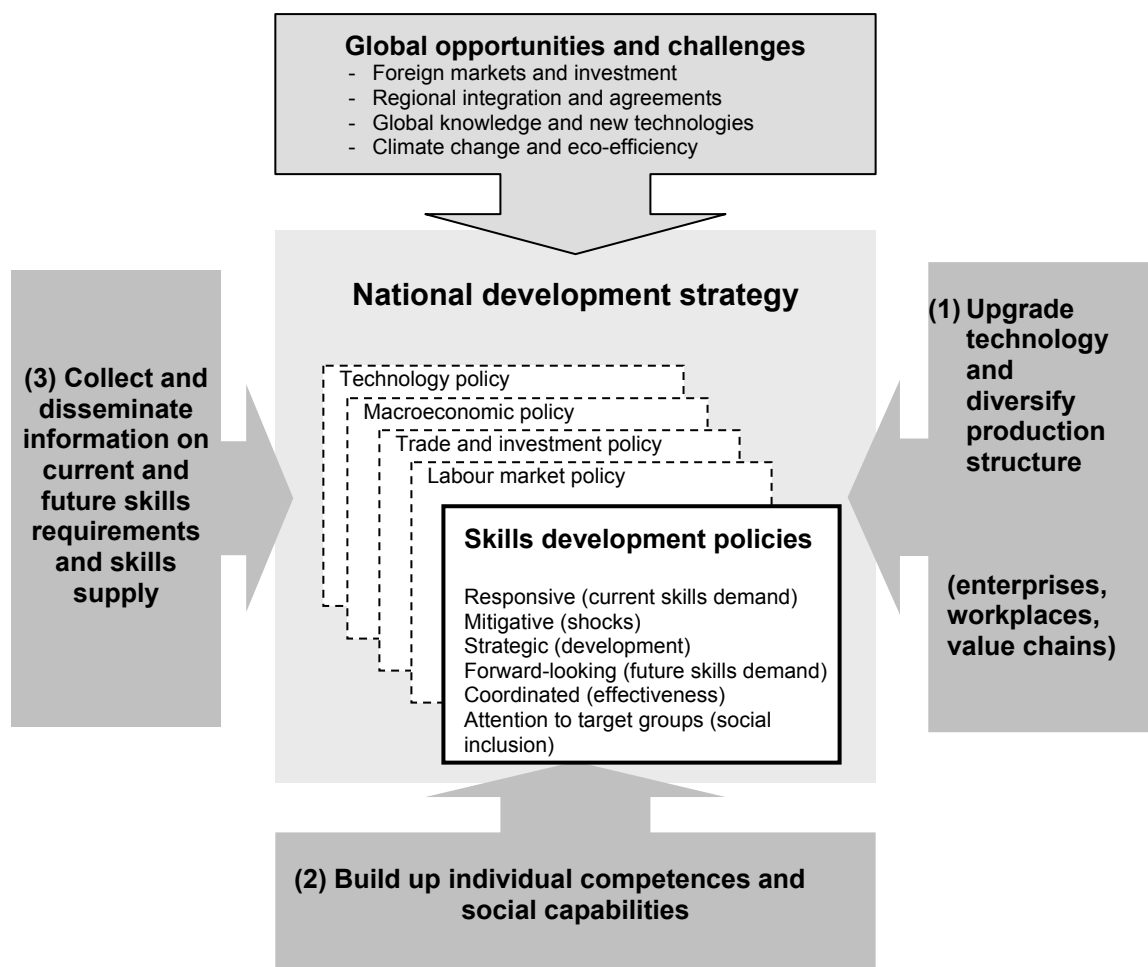 Global opportunities and challenges
- Foreign markets and investment
- Regional integration and agreements
- Global knowledge and new technologies
- Climate change and eco-efficiency
National development strategy
Technology policy
Macroeconomic policy
Trade and investment policy
Labour market policy
Skills development policies
Responsive (current skills demand)
Mitigative (shocks)
Strategic (development)
Forward-looking (future skills demand)
Coordinated (effectiveness)
Attention to target groups (social
inclusion)
(1) Upgrade
technology
and
diversify
production
structure
(enterprises,
workplaces,
value chains)
(2) Build up individual competences and
social capabilities
(3) Collect and
disseminate
information on
current and
future skills
requirements
and skills
supply